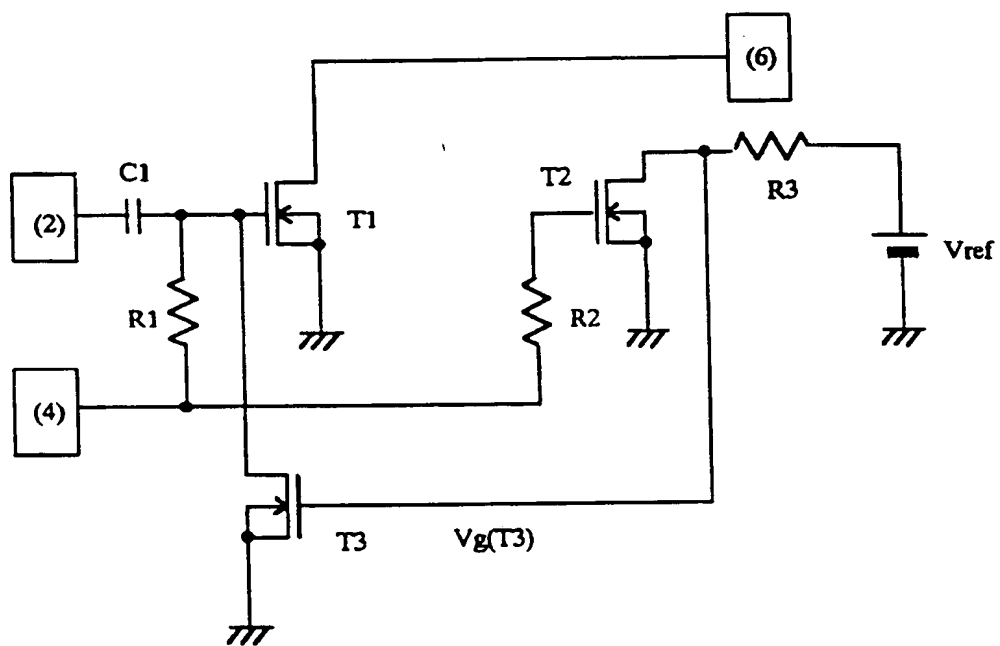 (6)
C1
T2
R3
(2)
T1
Vref
R1
R2
(4)
T3
Vg(T3)